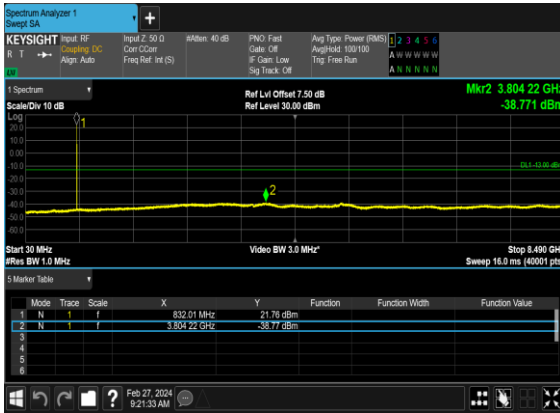 Spectrum Analyzer 1
Swept SA
+
KEYSIGHT Input: RF Input Z: 50 Ω #Atten: 40 dB PNO: Fast Avg Type: Power (RMS) 1 2 3 4 5 6
R T Coupling: DC Corr CCorr Gate: Off Avg|Hold: 100/100 A W W W W W
Align: Auto Freq Ref: Int (S) IF Gain: Low Trig: Free Run
LXI Sig Track: Off A N N N N N
1 Spectrum Ref Lvl Offset 7.50 dB Mkr2 3.804 22 GHz
Scale/Div 10 dB Ref Level 30.00 dBm -38.771 dBm
Log
1
20.0
10.0
0.00
-10.0
DL1 -13.00 dBm
-20.0
-30.0
2
-40.0
-50.0
-60.0
Start 30 MHz Video BW 3.0 MHz* Stop 8.490 GHz
#Res BW 1.0 MHz Sweep 16.0 ms (40001 pts)
5 Marker Table
Mode Trace Scale X Y Function Function Width Function Value
1 N 1 f 832.01 MHz 21.76 dBm
2 N 1 f 3.804 22 GHz -38.77 dBm
3
4
5
6
? Feb 27, 2024
9:21:33 AM